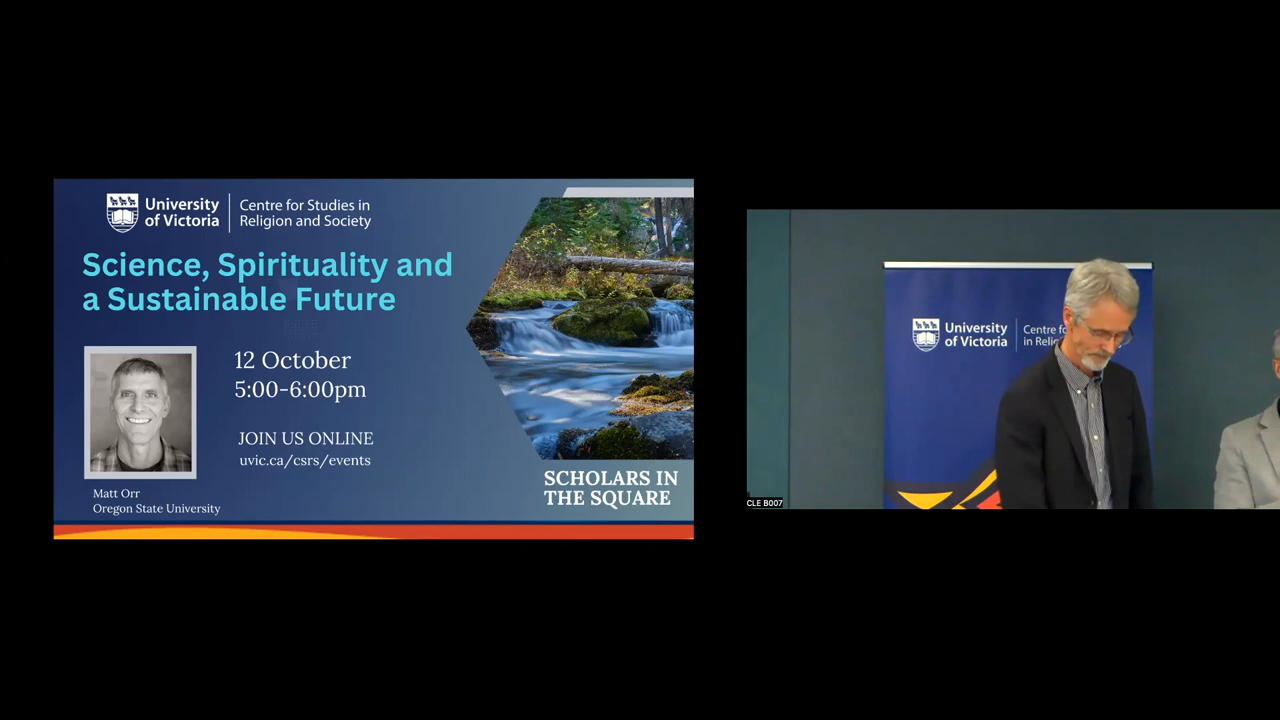 University
of Victoria
Centre for Studies in
Religion and Society
Science, Spirituality and
a Sustainable Future
12 October
5:00-6:00pm
JOIN US ONLINE
uvic.ca/csrs/events
Matt Orr
Oregon State University
SCHOLARS IN
THE SQUARE
University
of Victoria
Centre
in
CLE B007